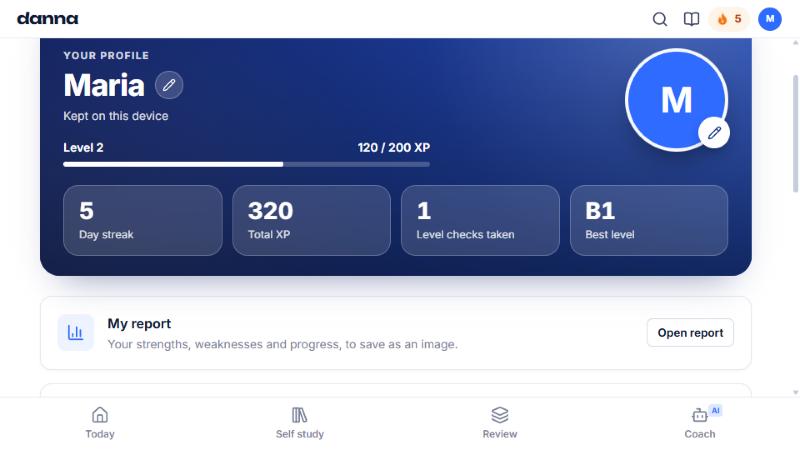 danna
5
M
YOUR PROFILE
Maria
Kept on this device
M
Level 2
120 / 200 XP
5
Day streak
320
Total XP
1
Level checks taken
B1
Best level
My report
Your strengths, weaknesses and progress, to save as an image.
Open report
Today
Self study
Review
AI
Coach